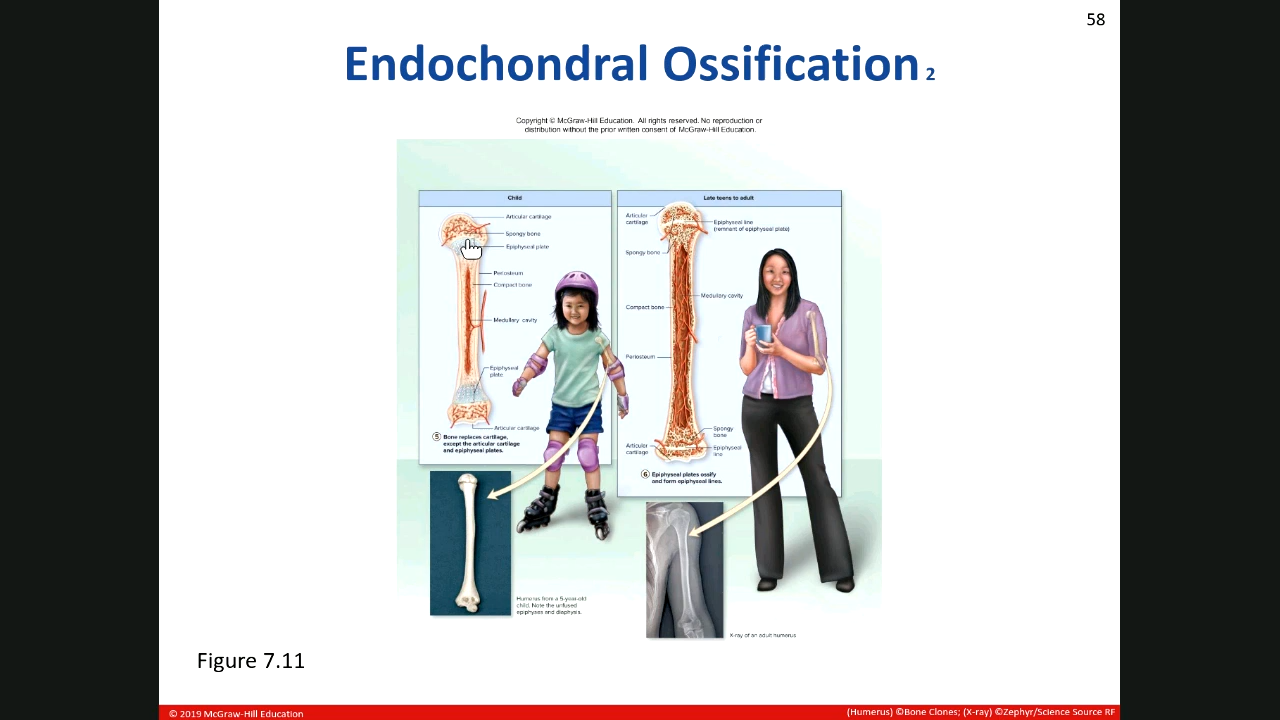 58
Endochondral Ossification 2
Copyright © McGraw-Hill Education. All rights reserved. No reproduction or
distribution without the prior written consent of McGraw-Hill Education.
Child
Articular cartilage
Spongy bone
Epiphyseal plate
Periosteum
Compact bone
Medullary cavity
Epiphyseal
plate
Articular cartilage
5 Bone replaces cartilage,
except the articular cartilage
and epiphyseal plates.
Late teens to adult
Articular
cartilage
Epiphyseal line
(remnant of epiphyseal plate)
Spongy bone
Medullary cavity
Compact bone
Periosteum
Spongy
bone
Articular
cartilage
Epiphyseal
line
6 Epiphyseal plates ossify
and form epiphyseal lines.
Humerus from a 5-year-old
child. Note the unfused
epiphyses and diaphysis.
X-ray of an adult humerus
Figure 7.11
© 2019 McGraw-Hill Education
(Humerus) ©Bone Clones; (X-ray) ©Zephyr/Science Source RF